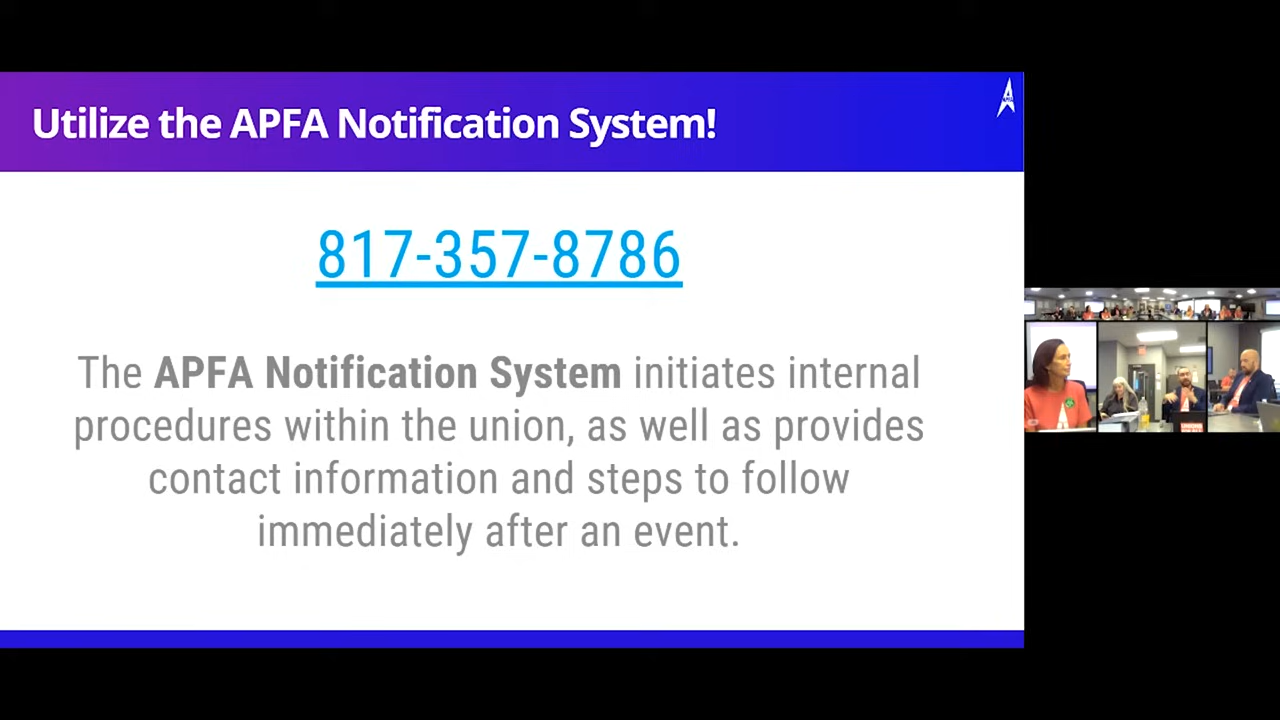 Utilize the APFA Notification System!
817-357-8786
The APFA Notification System initiates internal
procedures within the union, as well as provides
contact information and steps to follow
immediately after an event.